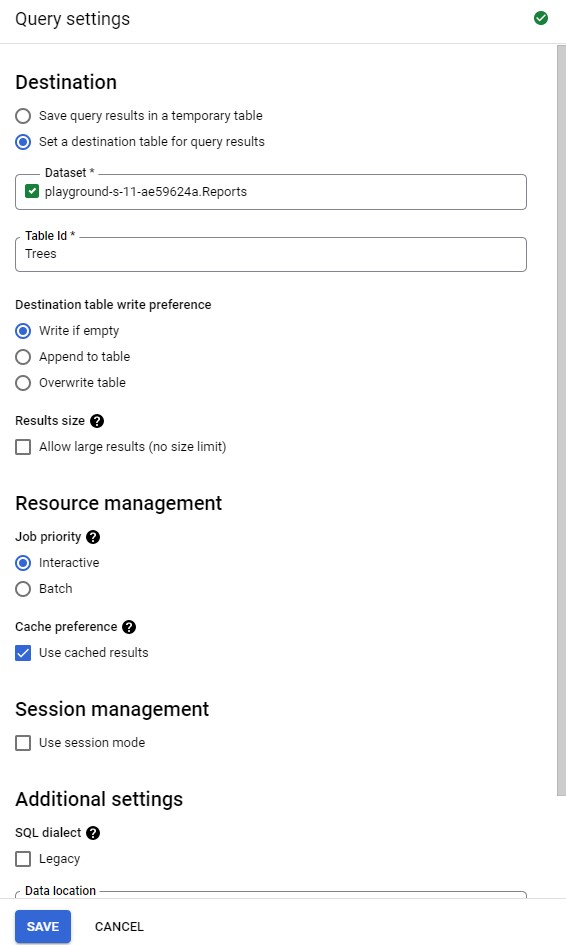 Query settings
Destination
Save query results in a temporary table
Set a destination table for query results
Dataset *
playground-s-11-ae59624a.Reports
Table Id *
Trees
Destination table write preference
Write if empty
Append to table
Overwrite table
Results size ?
Allow large results (no size limit)
Resource management
Job priority ?
Interactive
Batch
Cache preference ?
Use cached results
Session management
Use session mode
Additional settings
SQL dialect ?
Legacy
Data location
SAVE CANCEL